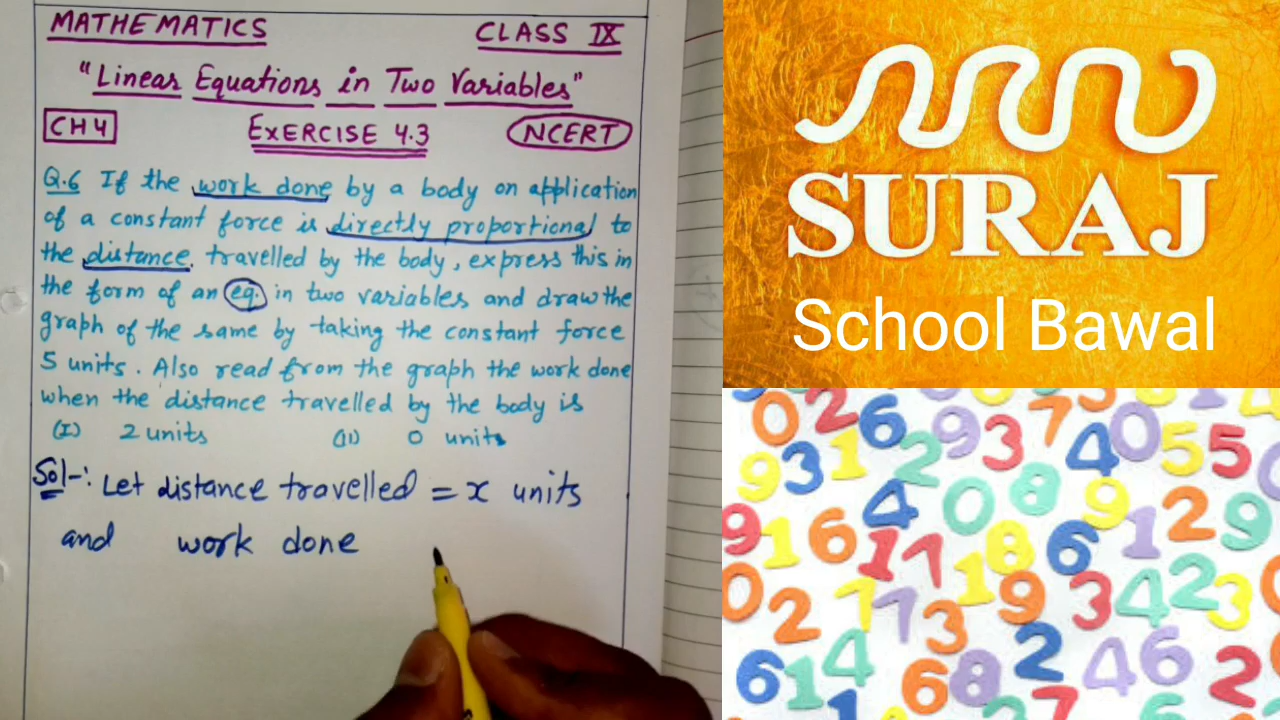 MATHEMATICS CLASS IX
"Linear Equations in Two Variables"
CH 4 EXERCISE 4.3 NCERT
Q.6 If the work done by a body on application
of a constant force is directly proportional to
the distance travelled by the body, express this in
the form of an eq. in two variables and draw the
graph of the same by taking the constant force
5 units. Also read from the graph the work done
when the distance travelled by the body is
(I) 2 units (II) 0 units
Sol-: Let distance travelled = x units
and work done
SURAJ
School Bawal